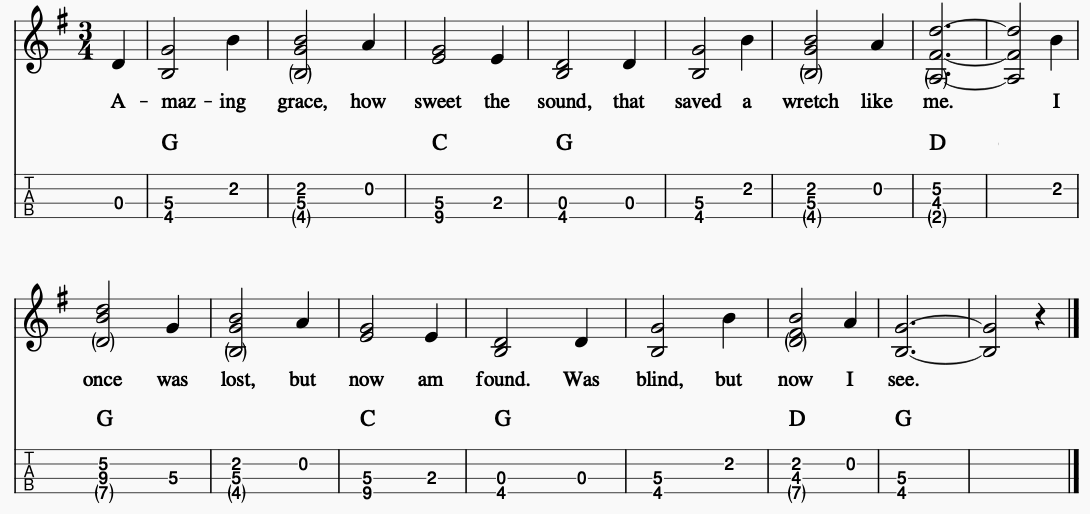 3
4
A - maz - ing grace, how sweet the sound, that saved a wretch like me. I
G C G D
T 2 2 0 2 2 0 5 2
A 0 5 5 5 2 0 0 5 5 4
B 4 (4) 9 4 4 (4) (2)
once was lost, but now am found. Was blind, but now I see.
G C G D G
T 5 2 0 2 2 0
A 9 5 5 5 2 0 0 5 4 5
B (7) (4) 9 4 4 (7) 4